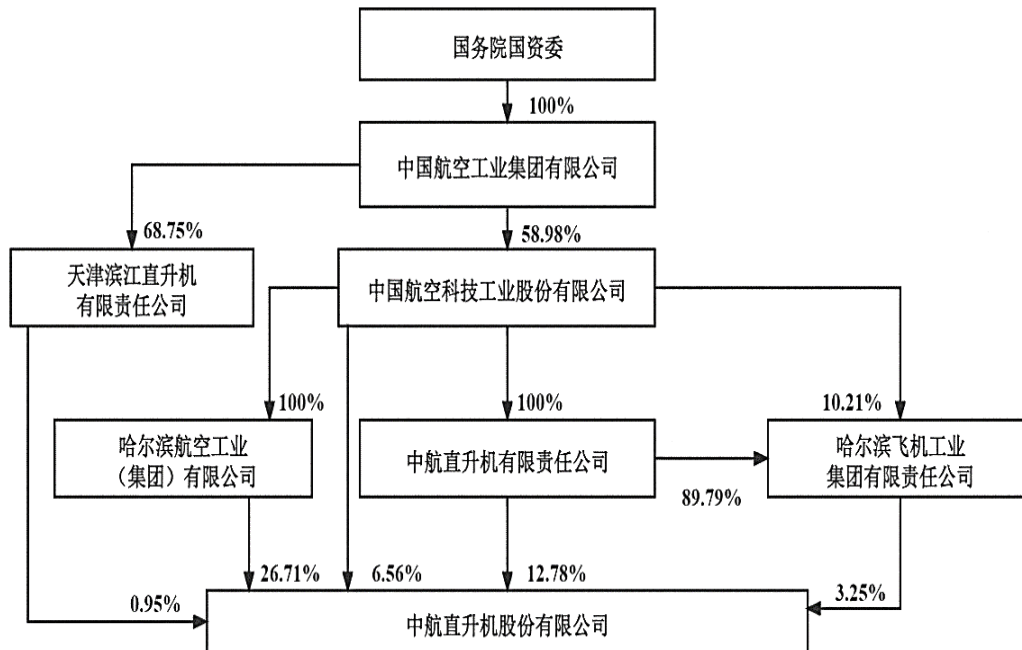 国务院国资委
100%
中国航空工业集团有限公司
68.75%
58.98%
天津滨江直升机
有限责任公司
中国航空科技工业股份有限公司
100%
100%
10.21%
哈尔滨航空工业
（集团）有限公司
中航直升机有限责任公司
哈尔滨飞机工业
集团有限责任公司
89.79%
26.71%
6.56%
12.78%
3.25%
0.95%
中航直升机股份有限公司